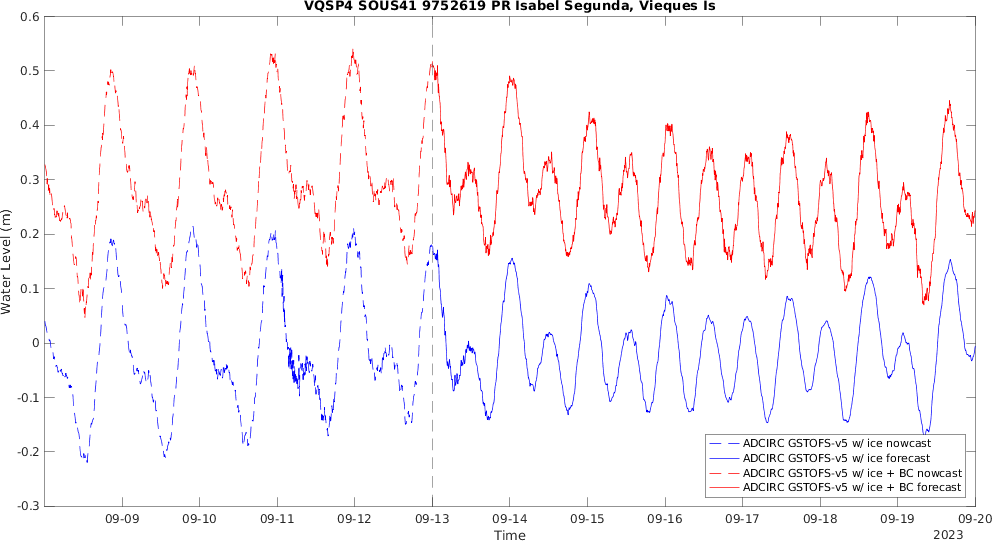 VQSP4 SOUS41 9752619 PR Isabel Segunda, Vieques Is
0.6
0.5
0.4
0.3
0.2
0.1
0
-0.1
-0.2
-0.3
Water Level (m)
ADCIRC GSTOFS-v5 w/ ice nowcast
ADCIRC GSTOFS-v5 w/ ice forecast
ADCIRC GSTOFS-v5 w/ ice + BC nowcast
ADCIRC GSTOFS-v5 w/ ice + BC forecast
09-09 09-10 09-11 09-12 09-13 09-14 09-15 09-16 09-17 09-18 09-19 09-20
Time
2023